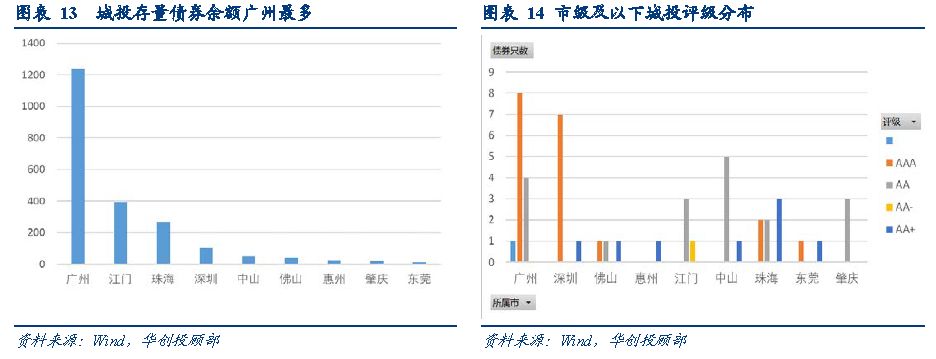 图表 13 城投存量债券余额广州最多
1400
1200
1000
800
600
400
200
0
广州 江门 珠海 深圳 中山 佛山 惠州 肇庆 东莞
资料来源: Wind, 华创投顾部
图表 14 市级及以下城投评级分布
债券只数
9
8
7
6
5
4
3
2
1
0
广州 深圳 佛山 惠州 江门 中山 珠海 东莞 肇庆
评级
AAA
AA
AA-
AA+
所属市
资料来源: Wind, 华创投顾部